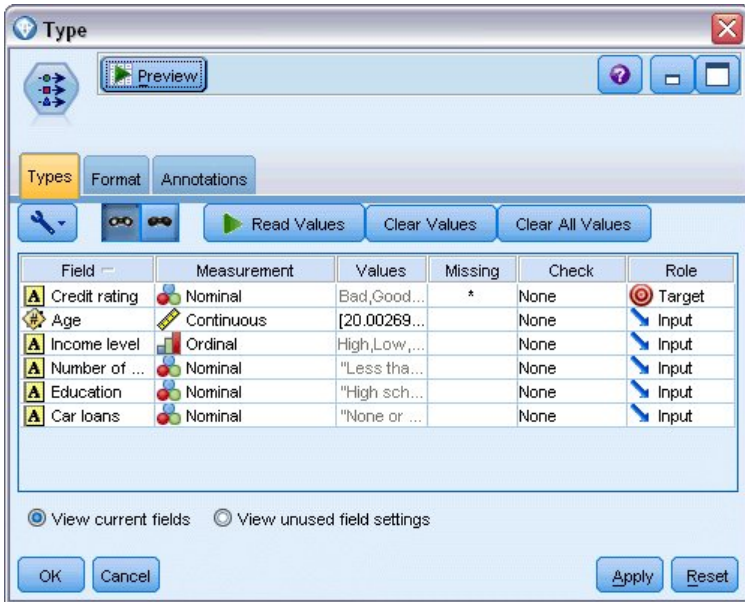 Type
Preview
Types Format Annotations
Read Values Clear Values Clear All Values
Field Measurement Values Missing Check Role
A Credit rating Nominal Bad,Good... * None Target
# Age Continuous [20.00269... None Input
A Income level Ordinal High,Low,... None Input
A Number of ... Nominal "Less tha... None Input
A Education Nominal "High sch... None Input
A Car loans Nominal "None or ... None Input
View current fields View unused field settings
OK Cancel Apply Reset